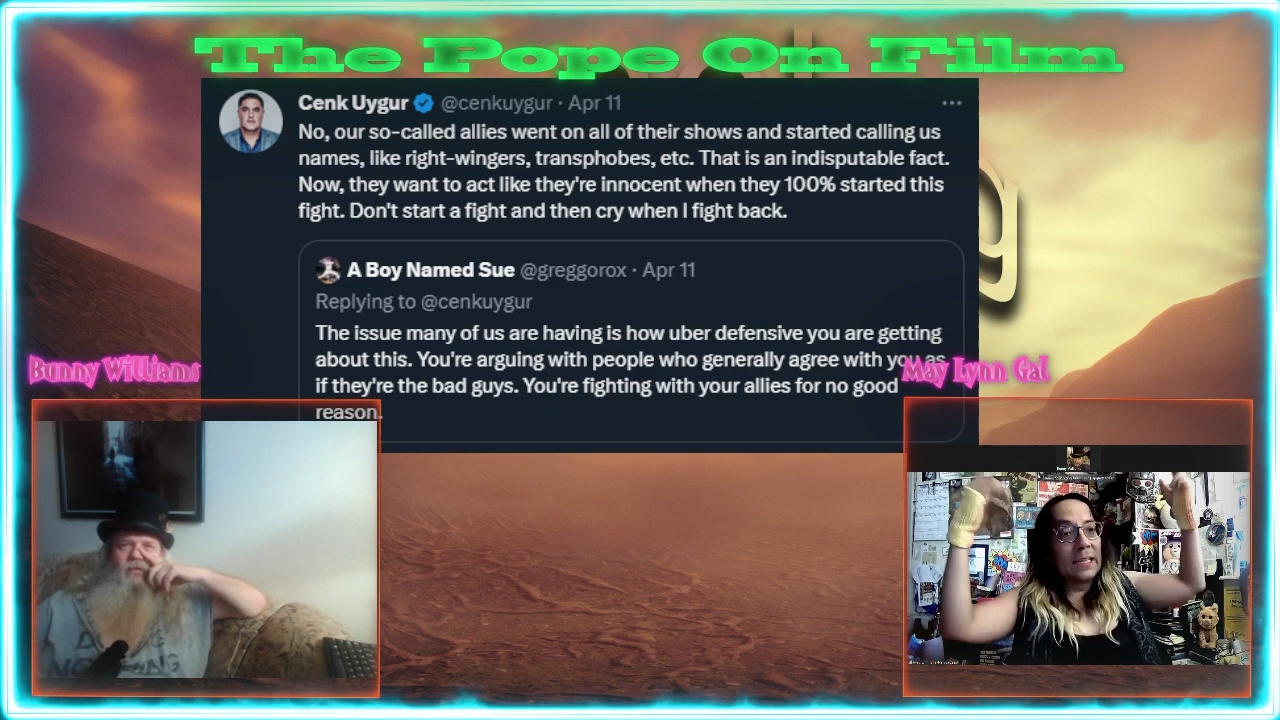 The Pope On Film
Cenk Uygur @cenkuygur · Apr 11
No, our so-called allies went on all of their shows and started calling us
names, like right-wingers, transphobes, etc. That is an indisputable fact.
Now, they want to act like they're innocent when they 100% started this
fight. Don't start a fight and then cry when I fight back.
g
A Boy Named Sue @greggorox · Apr 11
Replying to @cenkuygur
The issue many of us are having is how uber defensive you are getting
about this. You're arguing with people who generally agree with you as
if they're the bad guys. You're fighting with your allies for no good
reason.
Bunny Williams
May Lynn Gal